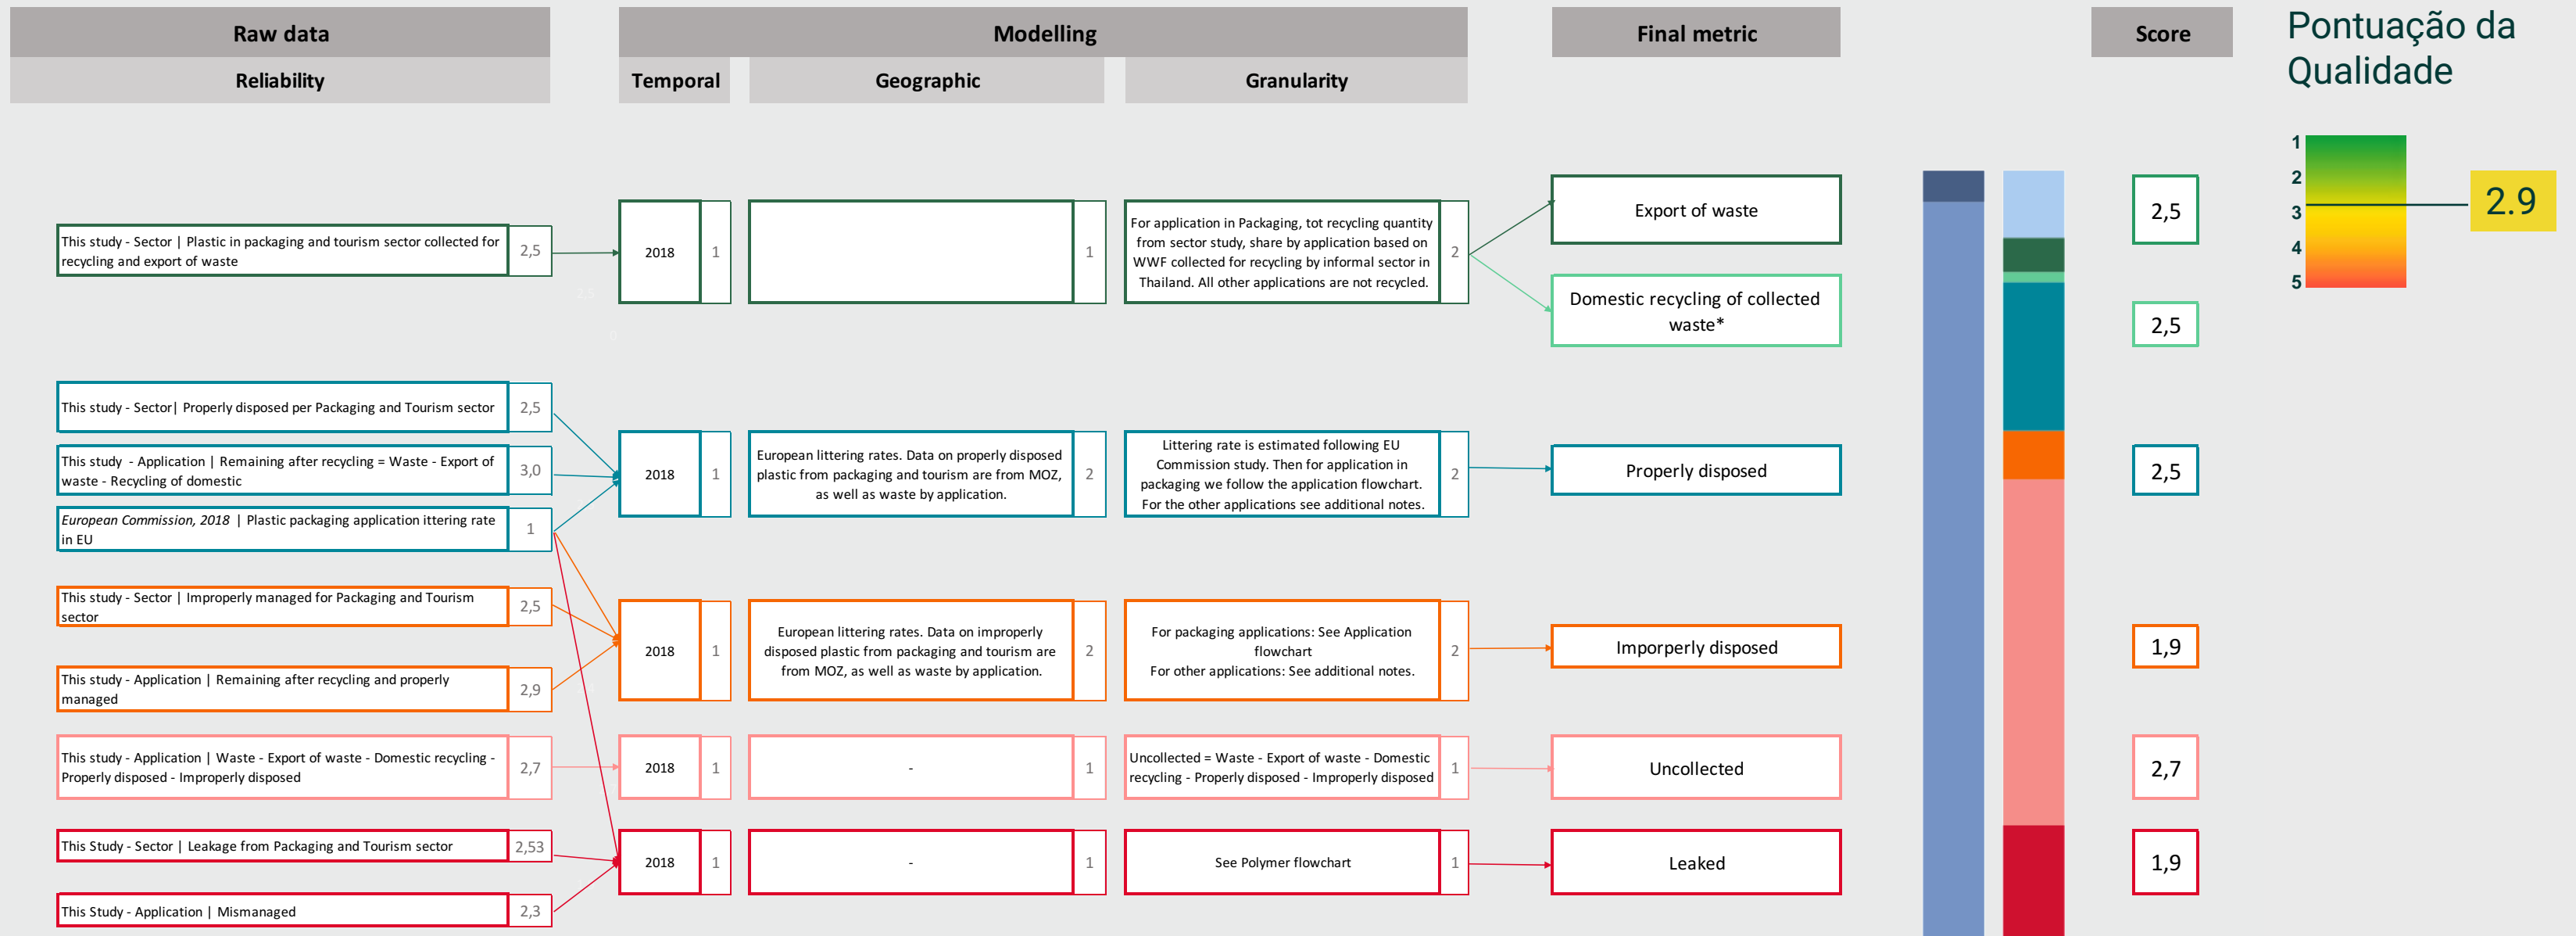 Raw data
Modelling
Final metric
Score
Pontuação da
Qualidade
Reliability
Temporal
Geographic
Granularity
1
2
3
4
5
2.9
This study - Sector | Plastic in packaging and tourism sector collected for
recycling and export of waste
2,5
2018
1
1
For application in Packaging, tot recycling quantity
from sector study, share by application based on
WWF collected for recycling by informal sector in
Thailand. All other applications are not recycled.
2
Export of waste
2,5
Domestic recycling of collected
waste*
2,5
This study - Sector| Properly disposed per Packaging and Tourism sector
2,5
This study  - Application | Remaining after recycling = Waste - Export of
waste - Recycling of domestic
3,0
European Commission, 2018 | Plastic packaging application ittering rate
in EU
1
2018
1
European littering rates. Data on properly disposed
plastic from packaging and tourism are from MOZ,
as well as waste by application.
2
Littering rate is estimated following EU
Commission study. Then for application in
packaging we follow the application flowchart.
For the other applications see additional notes.
2
Properly disposed
2,5
This study - Sector | Improperly managed for Packaging and Tourism
sector
2,5
This study - Application | Remaining after recycling and properly
managed
2,9
2018
1
European littering rates. Data on improperly
disposed plastic from packaging and tourism are
from MOZ, as well as waste by application.
2
For packaging applications: See Application
flowchart
For other applications: See additional notes.
2
Imporperly disposed
1,9
This study - Application | Waste - Export of waste - Domestic recycling -
Properly disposed - Improperly disposed
2,7
2018
1
-
1
Uncollected = Waste - Export of waste - Domestic
recycling - Properly disposed - Improperly disposed
1
Uncollected
2,7
This Study - Sector | Leakage from Packaging and Tourism sector
2,53
This Study - Application | Mismanaged
2,3
2018
1
-
1
See Polymer flowchart
1
Leaked
1,9